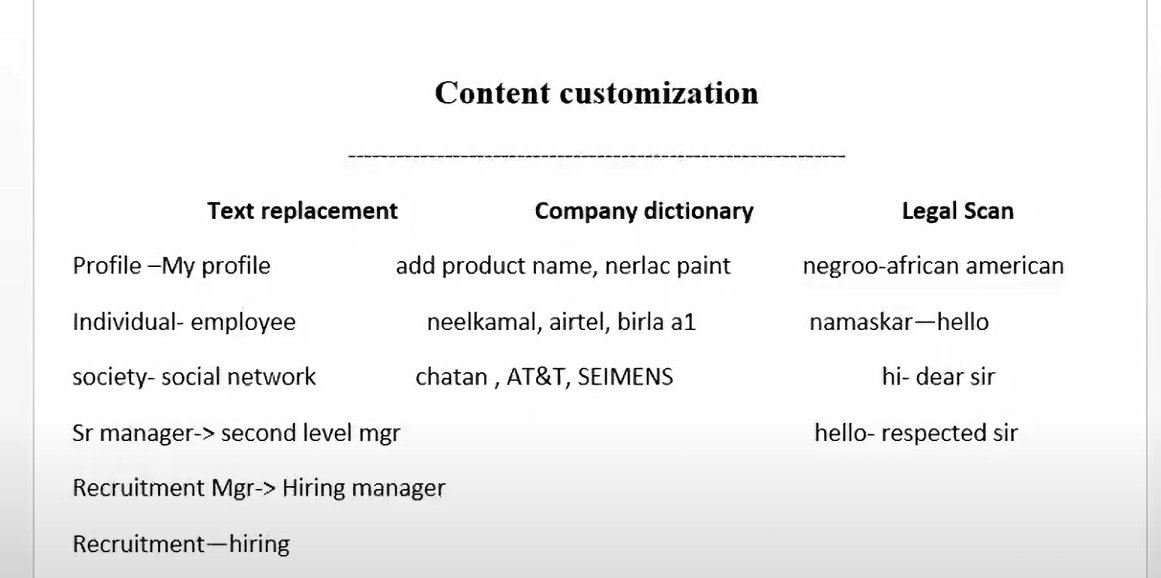 Content customization
---------------------------------------------------------------
Text replacement Company dictionary Legal Scan
Profile –My profile add product name, nerlac paint negroo-african american
Individual- employee neelkamal, airtel, birla a1 namaskar—hello
society- social network chatan , AT&T, SEIMENS hi- dear sir
Sr manager-> second level mgr hello- respected sir
Recruitment Mgr-> Hiring manager
Recruitment—hiring